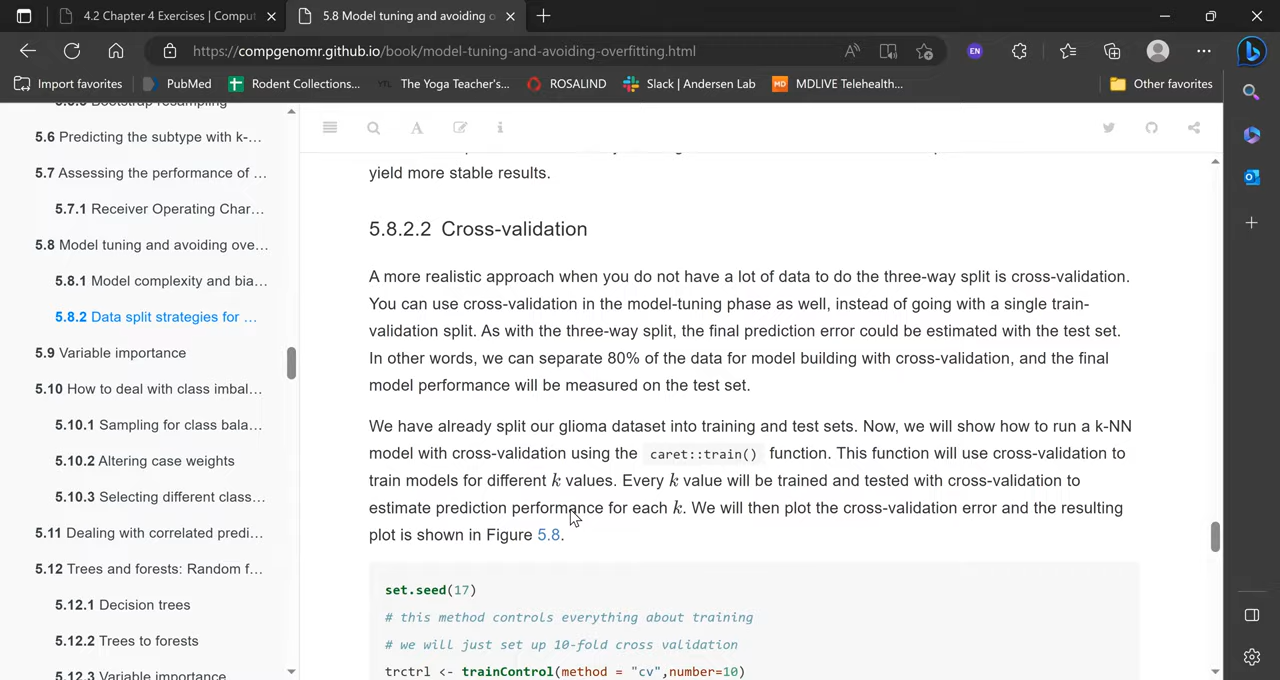 4.2 Chapter 4 Exercises | Comput
5.8 Model tuning and avoiding o
https://compgenomr.github.io/book/model-tuning-and-avoiding-overfitting.html
EN
Import favorites
PubMed
Rodent Collections...
YTL
The Yoga Teacher's...
ROSALIND
Slack | Andersen Lab
MD
MDLIVE Telehealth...
Other favorites
5.5.3 Bootstrap resampling
5.6 Predicting the subtype with k-...
5.7 Assessing the performance of ...
5.7.1 Receiver Operating Char...
5.8 Model tuning and avoiding ove...
5.8.1 Model complexity and bia...
5.8.2 Data split strategies for ...
5.9 Variable importance
5.10 How to deal with class imbal...
5.10.1 Sampling for class bala...
5.10.2 Altering case weights
5.10.3 Selecting different class...
5.11 Dealing with correlated predi...
5.12 Trees and forests: Random f...
5.12.1 Decision trees
5.12.2 Trees to forests
5.12.3 Variable importance
yield more stable results.
5.8.2.2 Cross-validation
A more realistic approach when you do not have a lot of data to do the three-way split is cross-validation.
You can use cross-validation in the model-tuning phase as well, instead of going with a single train-
validation split. As with the three-way split, the final prediction error could be estimated with the test set.
In other words, we can separate 80% of the data for model building with cross-validation, and the final
model performance will be measured on the test set.
We have already split our glioma dataset into training and test sets. Now, we will show how to run a k-NN
model with cross-validation using the caret::train() function. This function will use cross-validation to
train models for different k values. Every k value will be trained and tested with cross-validation to
estimate prediction performance for each k. We will then plot the cross-validation error and the resulting
plot is shown in Figure 5.8.
set.seed(17)
# this method controls everything about training
# we will just set up 10-fold cross validation
trctrl <- trainControl(method = "cv",number=10)